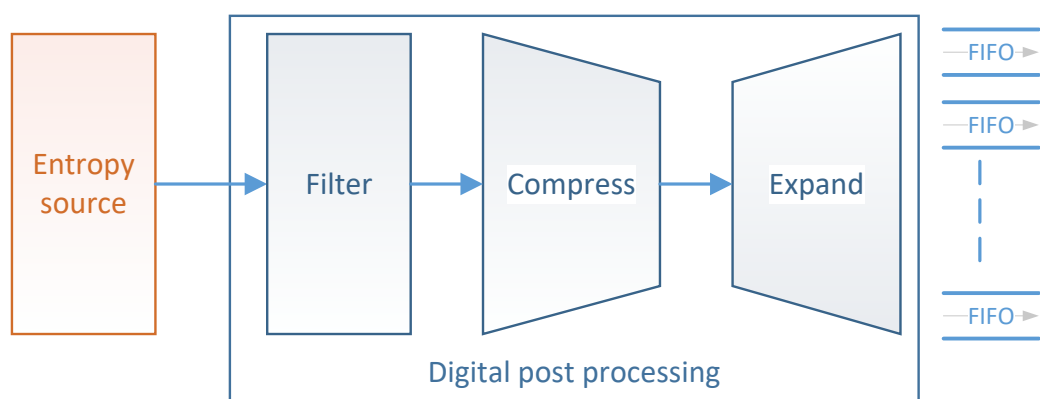 Entropy
source
Filter
Compress
Expand
FIFO
FIFO
FIFO
Digital post processing